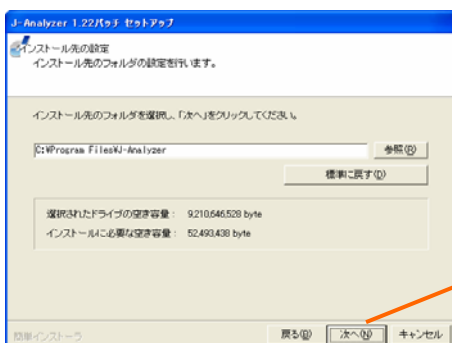 J-Analyzer 1.22パッチ セットアップ
インストール先の設定
インストール先のフォルダの設定を行います。
インストール先のフォルダを選択し、「次へ」をクリックしてください。
C:¥Program Files¥J-Analyzer
参照(R)
標準に戻す(D)
選択されたドライブの空き容量： 9,210,646,528 byte
インストールに必要な空き容量： 52,493,438 byte
簡単インストーラ
戻る(B) 次へ(N) キャンセル